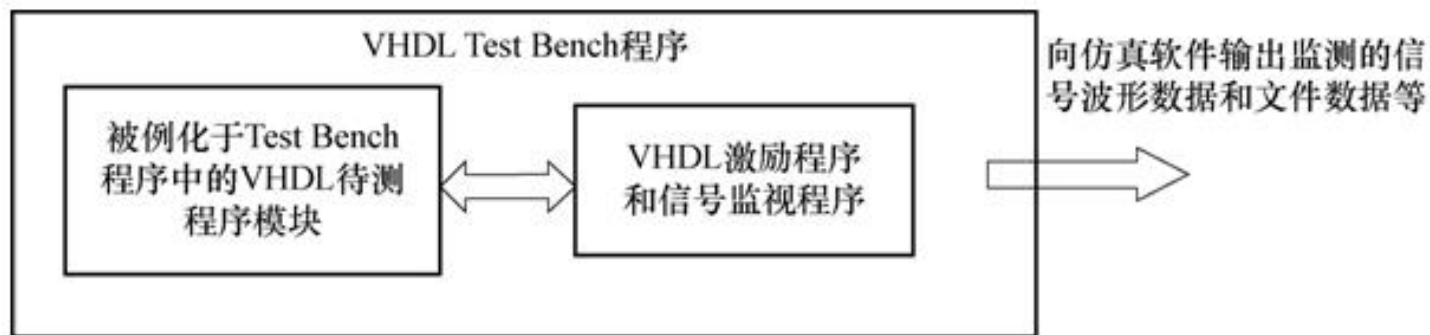 VHDL Test Bench程序
被例化于Test Bench
程序中的VHDL待测
程序模块
VHDL激励程序
和信号监视程序
向仿真软件输出监测的信
号波形数据和文件数据等